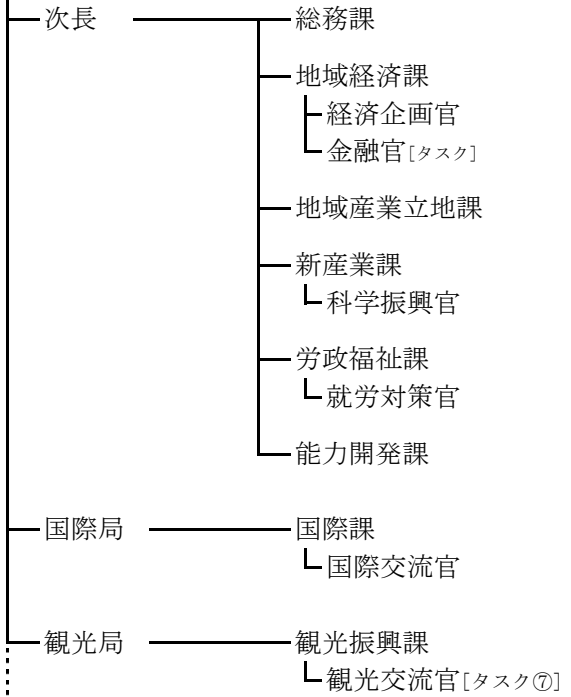 次長 総務課
地域経済課
経済企画官
金融官[タスク]
地域産業立地課
新産業課
科学振興官
労政福祉課
就労対策官
能力開発課
国際局 国際課
国際交流官
観光局 観光振興課
観光交流官[タスク⑦]